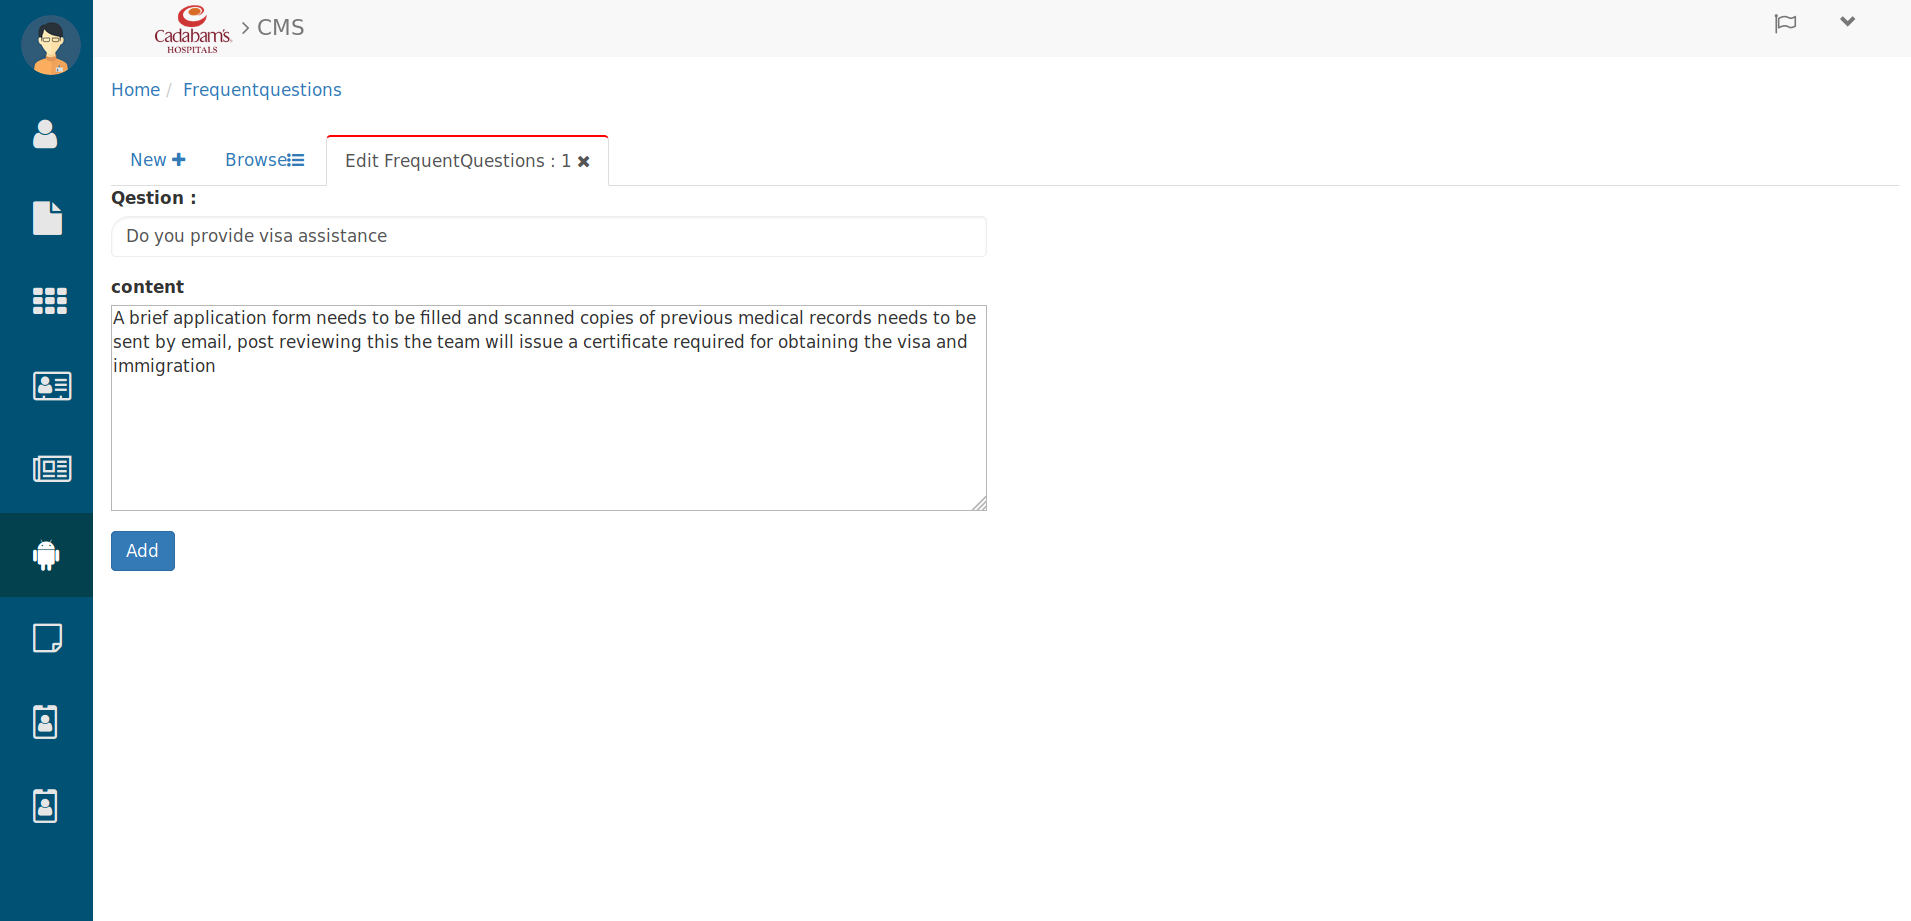 Cadabam's
HOSPITALS
> CMS
Home / Frequentquestions
New Browse Edit FrequentQuestions : 1
Qestion :
Do you provide visa assistance
content
A brief application form needs to be filled and scanned copies of previous medical records needs to be
sent by email, post reviewing this the team will issue a certificate required for obtaining the visa and
immigration
Add